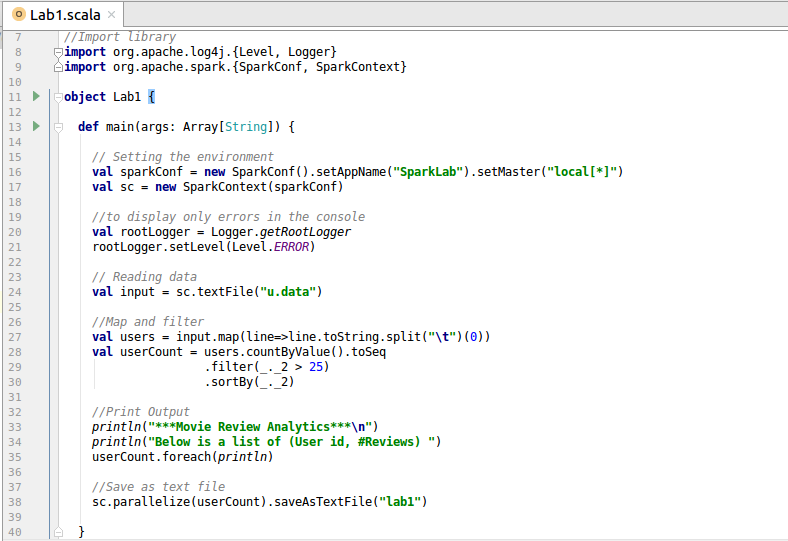 Lab1.scala
7 //Import library
8 import org.apache.log4j.{Level, Logger}
9 import org.apache.spark.{SparkConf, SparkContext}
10
11 object Lab1 {
12
13 def main(args: Array[String]) {
14
15 // Setting the environment
16 val sparkConf = new SparkConf().setAppName("SparkLab").setMaster("local[*]")
17 val sc = new SparkContext(sparkConf)
18
19 //to display only errors in the console
20 val rootLogger = Logger.getRootLogger
21 rootLogger.setLevel(Level.ERROR)
22
23 // Reading data
24 val input = sc.textFile("u.data")
25
26 //Map and filter
27 val users = input.map(line=>line.toString.split("\t")(0))
28 val userCount = users.countByValue().toSeq
29 .filter(_._2 > 25)
30 .sortBy(_._2)
31
32 //Print Output
33 println("***Movie Review Analytics***\n")
34 println("Below is a list of (User id, #Reviews) ")
35 userCount.foreach(println)
36
37 //Save as text file
38 sc.parallelize(userCount).saveAsTextFile("lab1")
39
40 }